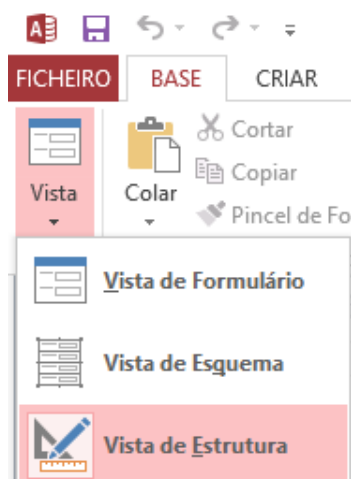 FICHEIRO BASE CRIAR
Cortar
Copiar
Vista Colar
Pincel de Fo
Vista de Formulário
Vista de Esquema
Vista de Estrutura